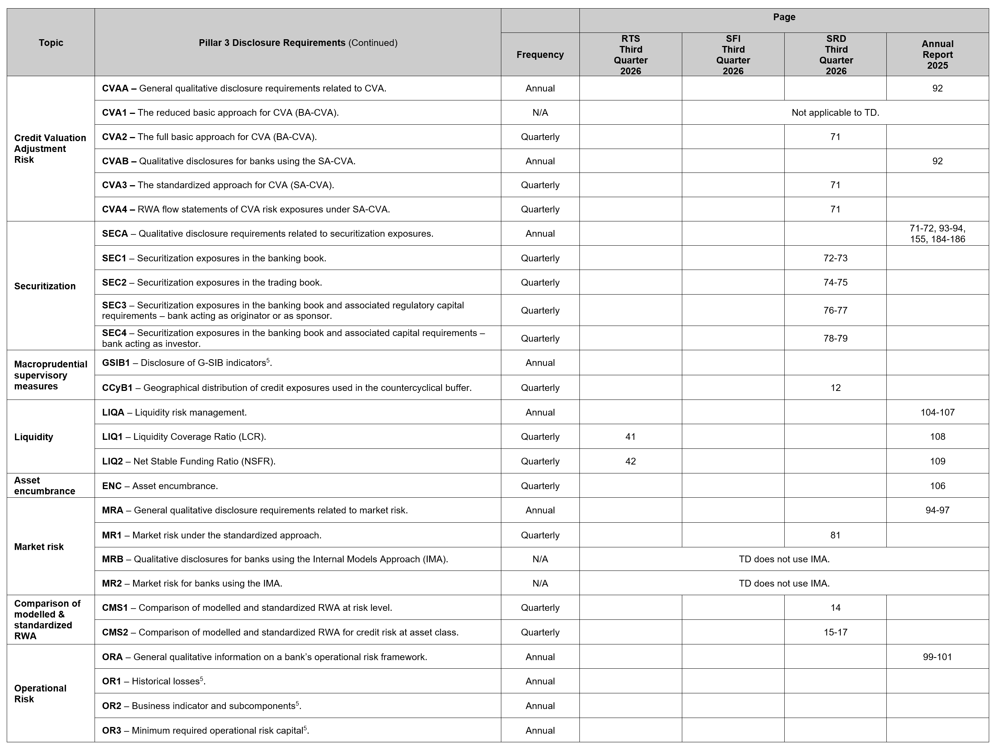 Topic
Pillar 3 Disclosure Requirements (Continued)
Page
Frequency
RTS
Third
Quarter
2026
SFI
Third
Quarter
2026
SRD
Third
Quarter
2026
Annual
Report
2025
Credit Valuation
Adjustment
Risk
CVAA – General qualitative disclosure requirements related to CVA.
Annual
92
CVA1 – The reduced basic approach for CVA (BA-CVA).
N/A
Not applicable to TD.
CVA2 – The full basic approach for CVA (BA-CVA).
Quarterly
71
CVAB – Qualitative disclosures for banks using the SA-CVA.
Annual
92
CVA3 – The standardized approach for CVA (SA-CVA).
Quarterly
71
CVA4 – RWA flow statements of CVA risk exposures under SA-CVA.
Quarterly
71
Securitization
SECA – Qualitative disclosure requirements related to securitization exposures.
Annual
71-72, 93-94,
155, 184-186
SEC1 – Securitization exposures in the banking book.
Quarterly
72-73
SEC2 – Securitization exposures in the trading book.
Quarterly
74-75
SEC3 – Securitization exposures in the banking book and associated regulatory capital
requirements – bank acting as originator or as sponsor.
Quarterly
76-77
SEC4 – Securitization exposures in the banking book and associated capital requirements –
bank acting as investor.
Quarterly
78-79
Macroprudential
supervisory
measures
GSIB1 – Disclosure of G-SIB indicators⁵.
Annual
CCyB1 – Geographical distribution of credit exposures used in the countercyclical buffer.
Quarterly
12
Liquidity
LIQA – Liquidity risk management.
Annual
104-107
LIQ1 – Liquidity Coverage Ratio (LCR).
Quarterly
41
108
LIQ2 – Net Stable Funding Ratio (NSFR).
Quarterly
42
109
Asset
encumbrance
ENC – Asset encumbrance.
Quarterly
106
Market risk
MRA – General qualitative disclosure requirements related to market risk.
Annual
94-97
MR1 – Market risk under the standardized approach.
Quarterly
81
MRB – Qualitative disclosures for banks using the Internal Models Approach (IMA).
N/A
TD does not use IMA.
MR2 – Market risk for banks using the IMA.
N/A
TD does not use IMA.
Comparison of
modelled &
standardized
RWA
CMS1 – Comparison of modelled and standardized RWA at risk level.
Quarterly
14
CMS2 – Comparison of modelled and standardized RWA for credit risk at asset class.
Quarterly
15-17
Operational
Risk
ORA – General qualitative information on a bank’s operational risk framework.
Annual
99-101
OR1 – Historical losses⁵.
Annual
OR2 – Business indicator and subcomponents⁵.
Annual
OR3 – Minimum required operational risk capital⁵.
Annual